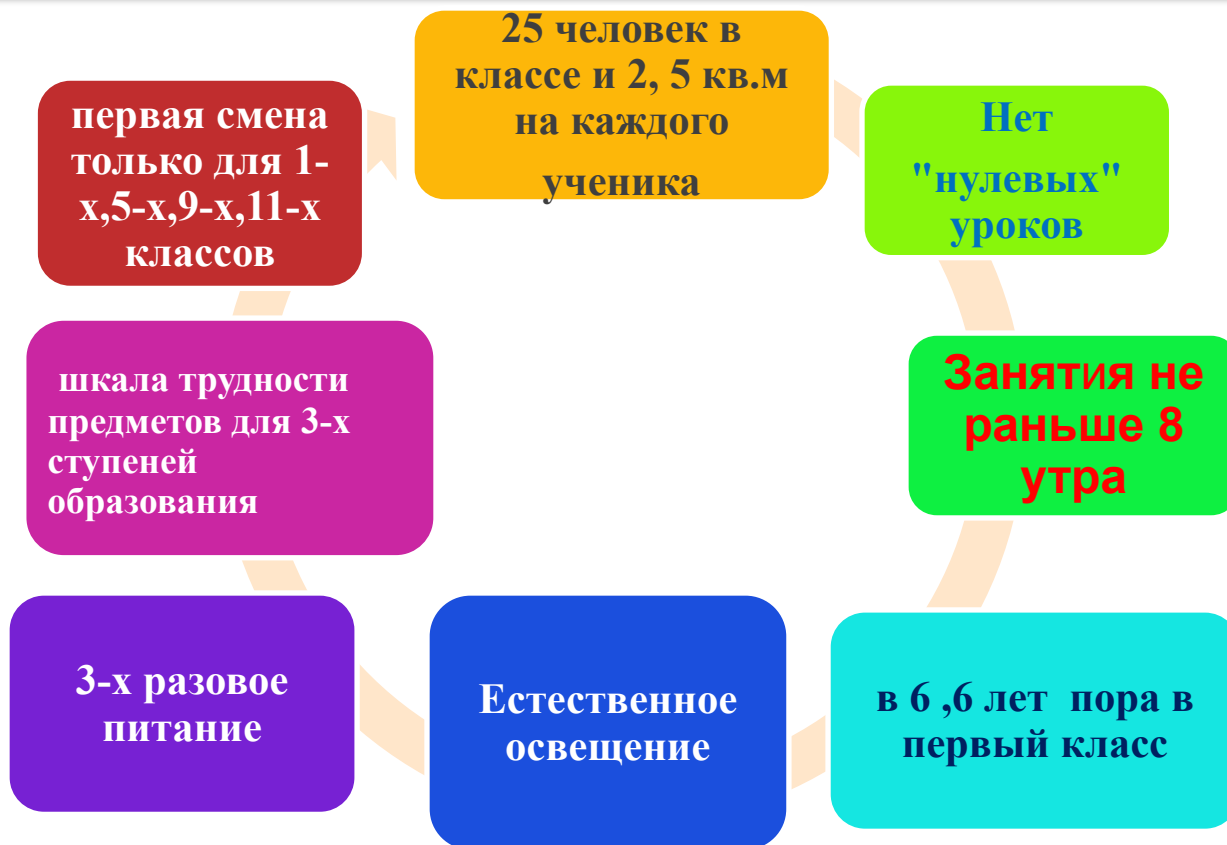 25 человек в
классе и 2, 5 кв.м
на каждого
ученика
Нет
"нулевых"
уроков
Занятия не
раньше 8
утра
в 6 ,6 лет пора в
первый класс
Естественное
освещение
3-х разовое
питание
шкала трудности
предметов для 3-х
ступеней
образования
первая смена
только для 1-
х,5-х,9-х,11-х
классов